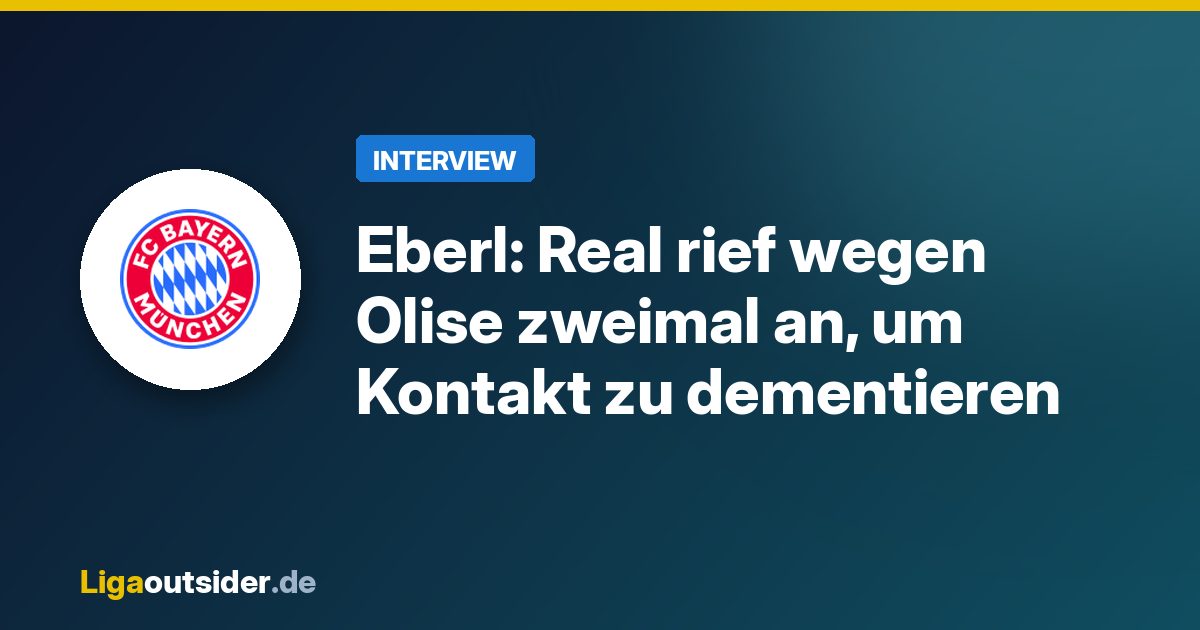 FC BAYERN
MÜNCHEN
INTERVIEW
Eberl: Real rief wegen
Olise zweimal an, um
Kontakt zu dementieren
Ligaoutsider.de